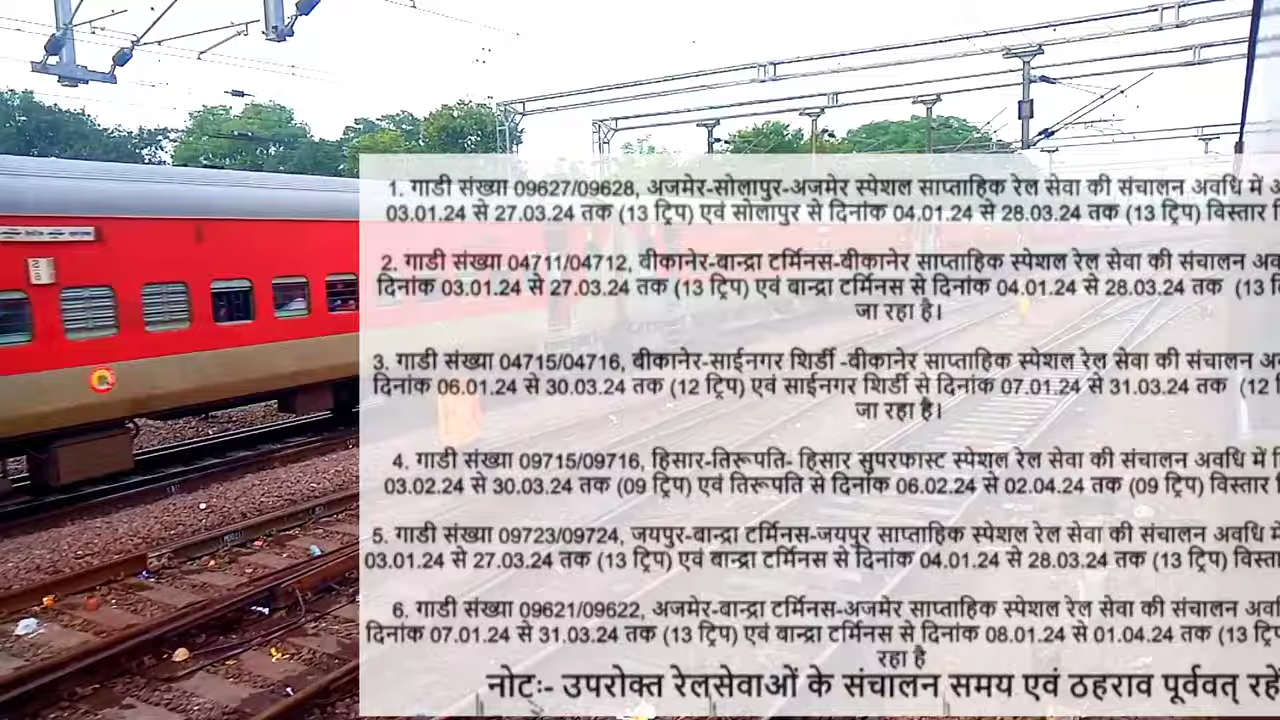 1. गाडी संख्या 09627/09628, अजमेर-सोलापुर-अजमेर स्पेशल साप्ताहिक रेल सेवा की संचालन अवधि में
03.01.24 से 27.03.24 तक (13 ट्रिप) एवं सोलापुर से दिनांक 04.01.24 से 28.03.24 तक (13 ट्रिप) विस्तार
2. गाडी संख्या 04711/04712, बीकानेर-बान्द्रा टर्मिनस-बीकानेर साप्ताहिक स्पेशल रेल सेवा की संचालन
दिनांक 03.01.24 से 27.03.24 तक (13 ट्रिप) एवं बान्द्रा टर्मिनस से दिनांक 04.01.24 से 28.03.24 तक (13
जा रहा है।
3. गाडी संख्या 04715/04716, बीकानेर-साईनगर शिर्डी -बीकानेर साप्ताहिक स्पेशल रेल सेवा की संचालन
दिनांक 06.01.24 से 30.03.24 तक (12 ट्रिप) एवं साईनगर शिर्डी से दिनांक 07.01.24 से 31.03.24 तक (12
जा रहा है।
4. गाडी संख्या 09715/09716, हिसार-तिरूपति- हिसार सुपरफास्ट स्पेशल रेल सेवा की संचालन अवधि में
03.02.24 से 30.03.24 तक (09 ट्रिप) एवं तिरूपति से दिनांक 06.02.24 से 02.04.24 तक (09 ट्रिप) विस्तार
5. गाडी संख्या 09723/09724, जयपुर-बान्द्रा टर्मिनस-जयपुर साप्ताहिक स्पेशल रेल सेवा की संचालन अवधि
03.01.24 से 27.03.24 तक (13 ट्रिप) एवं बान्द्रा टर्मिनस से दिनांक 04.01.24 से 28.03.24 तक (13 ट्रिप)
6. गाडी संख्या 09621/09622, अजमेर-बान्द्रा टर्मिनस-अजमेर साप्ताहिक स्पेशल रेल सेवा की संचालन
दिनांक 07.01.24 से 31.03.24 तक (13 ट्रिप) एवं बान्द्रा टर्मिनस से दिनांक 08.01.24 से 01.04.24 तक (13
रहा है
नोटः- उपरोक्त रेलसेवाओं के संचालन समय एवं ठहराव पूर्ववत्